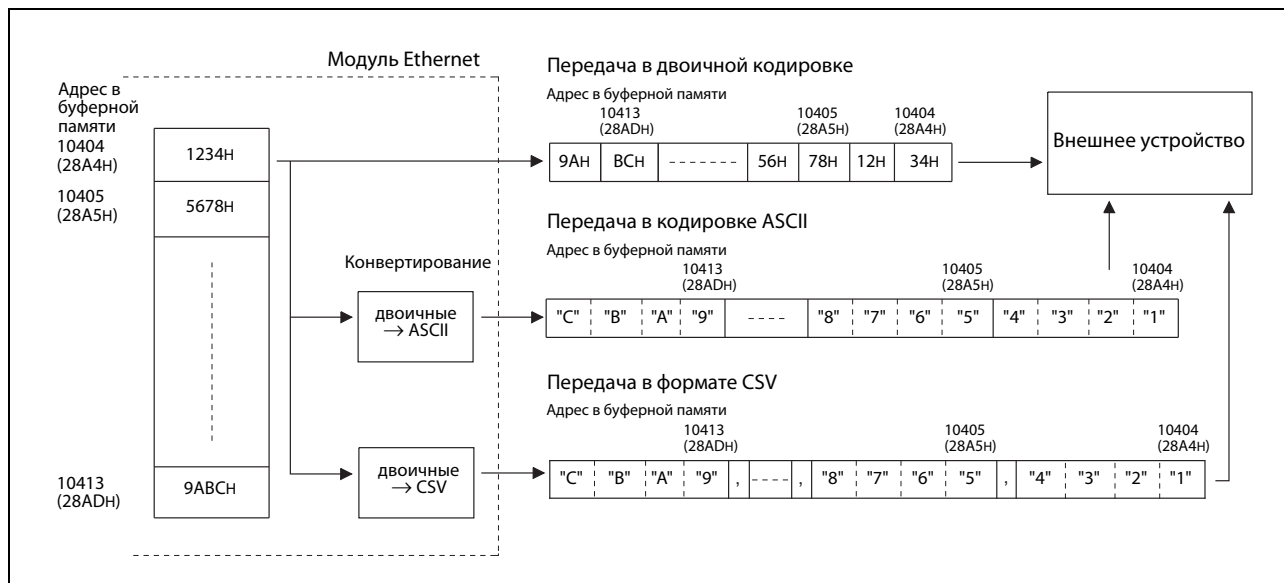 Модуль Ethernet
Адрес в
буферной
памяти
10404
(28A4H)
1234H
10405
(28A5H)
5678H
10413
(28ADH)
9ABCH
Конвертирование
двоичные
→ ASCII
двоичные
→ CSV
Передача в двоичной кодировке
Адрес в буферной памяти
10413 10405 10404
(28ADH) (28A5H) (28A4H)
9AH BCH 56H 78H 12H 34H
Передача в кодировке ASCII
Адрес в буферной памяти
10413 10405 10404
(28ADH) (28A5H) (28A4H)
"C" "B" "A" "9" "8" "7" "6" "5" "4" "3" "2" "1"
Передача в формате CSV
Адрес в буферной памяти
10413 10405 10404
(28ADH) (28A5H) (28A4H)
"C" "B" "A" "9" , , "8" "7" "6" "5" , "4" "3" "2" "1"
Внешнее устройство